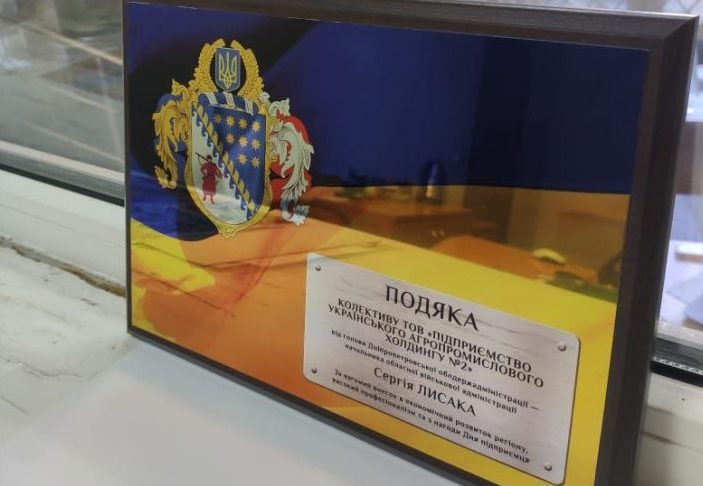 ПОДЯКА
КОЛЕКТИВУ ТОВ «ПІДПРИЄМСТВО
УКРАЇНСЬКОГО АГРОПРОМИСЛОВОГО
ХОЛДИНГУ №2»
від голови Дніпропетровської облдержадміністрації –
начальника обласної військової адміністрації
Сергія ЛИСАКА
За вагомий внесок в економічний розвиток регіону,
високий професіоналізм та з нагоди Дня підприємця